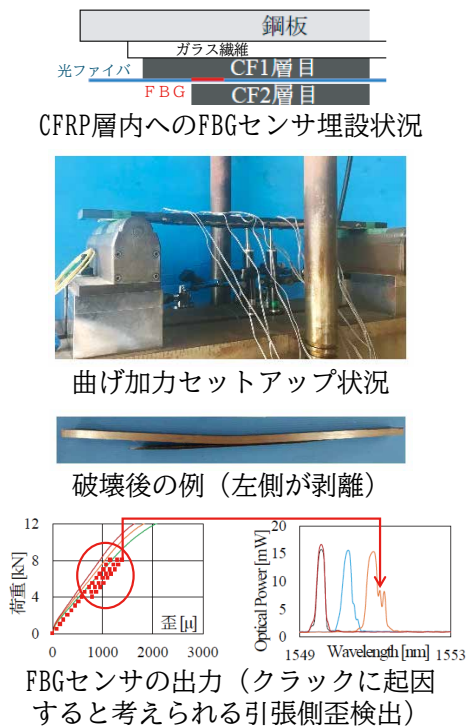 鋼板
ガラス繊維
光ファイバ
CF1層目
FBG
CF2層目
CFRP層内へのFBGセンサ埋設状況
曲げ加力セットアップ状況
破壊後の例（左側が剥離）
荷重[kN]
12
8
4
0
0
1000
2000
3000
歪[μ]
Optical Power[mW]
20
15
10
5
0
1549
Wavelength[nm]
1553
FBGセンサの出力（クラックに起因
すると考えられる引張側歪検出）